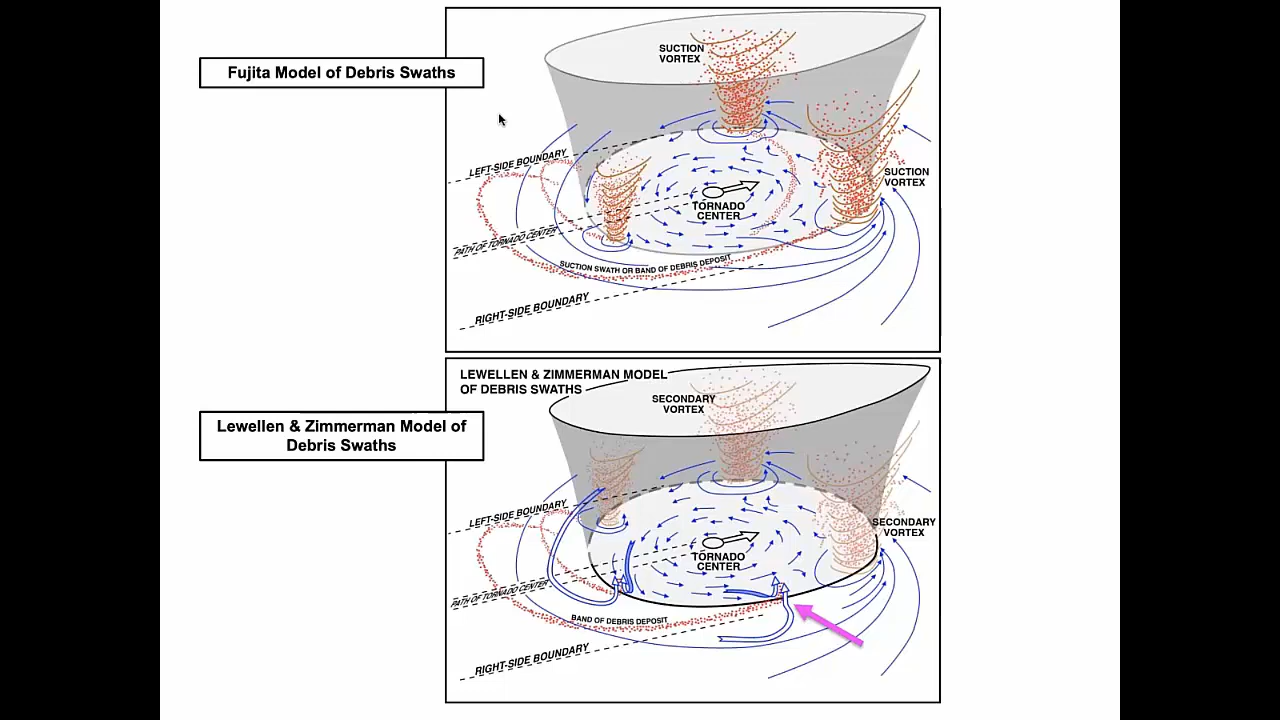 Fujita Model of Debris Swaths
SUCTION
VORTEX
LEFT-SIDE BOUNDARY
SUCTION
VORTEX
TORNADO
CENTER
PATH OF TORNADO CENTER
SUCTION SWATH OR BAND OF DEBRIS DEPOSIT
RIGHT-SIDE BOUNDARY
LEWELLEN & ZIMMERMAN MODEL
OF DEBRIS SWATHS
Lewellen & Zimmerman Model of
Debris Swaths
SECONDARY
VORTEX
LEFT-SIDE BOUNDARY
SECONDARY
VORTEX
TORNADO
CENTER
PATH OF TORNADO CENTER
BAND OF DEBRIS DEPOSIT
RIGHT-SIDE BOUNDARY